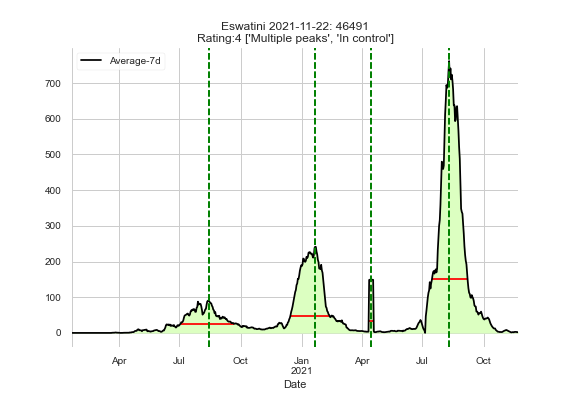 Eswatini 2021-11-22: 46491
Rating:4 ['Multiple peaks', 'In control']
Average-7d
700
600
500
400
300
200
100
0
Apr Jul Oct Jan Apr Jul Oct
2021
Date